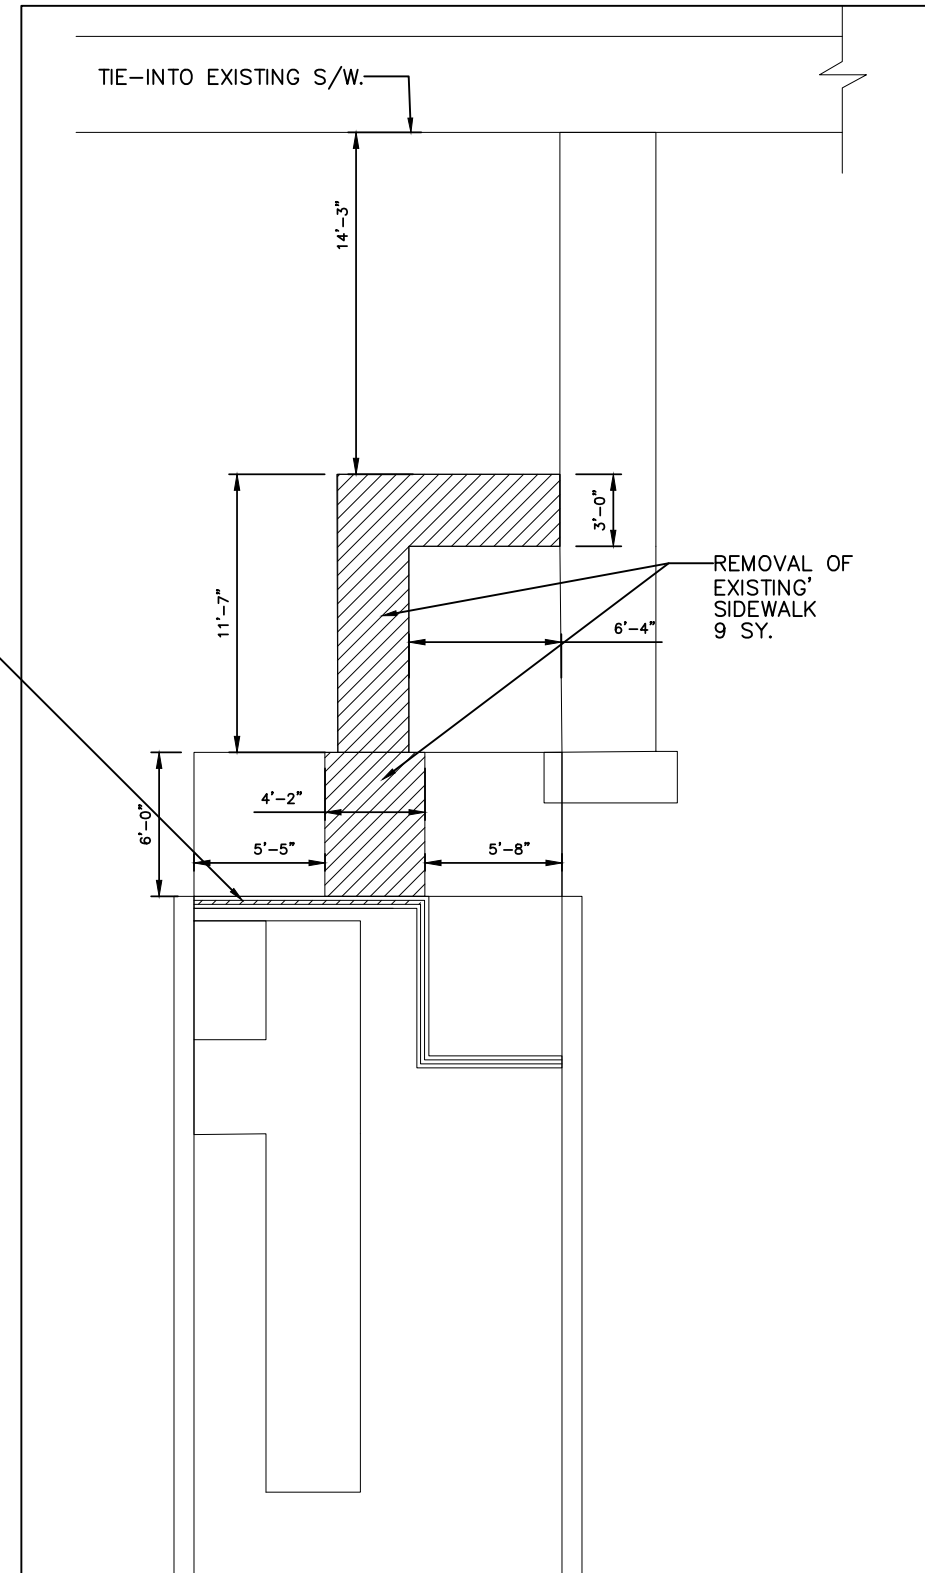 TIE-INTO EXISTING S/W.
14'-3"
3'-0"
REMOVAL OF
EXISTING'
SIDEWALK
9 SY.
11'-7"
6'-4"
6'-0"
4'-2"
5'-5"
5'-8"